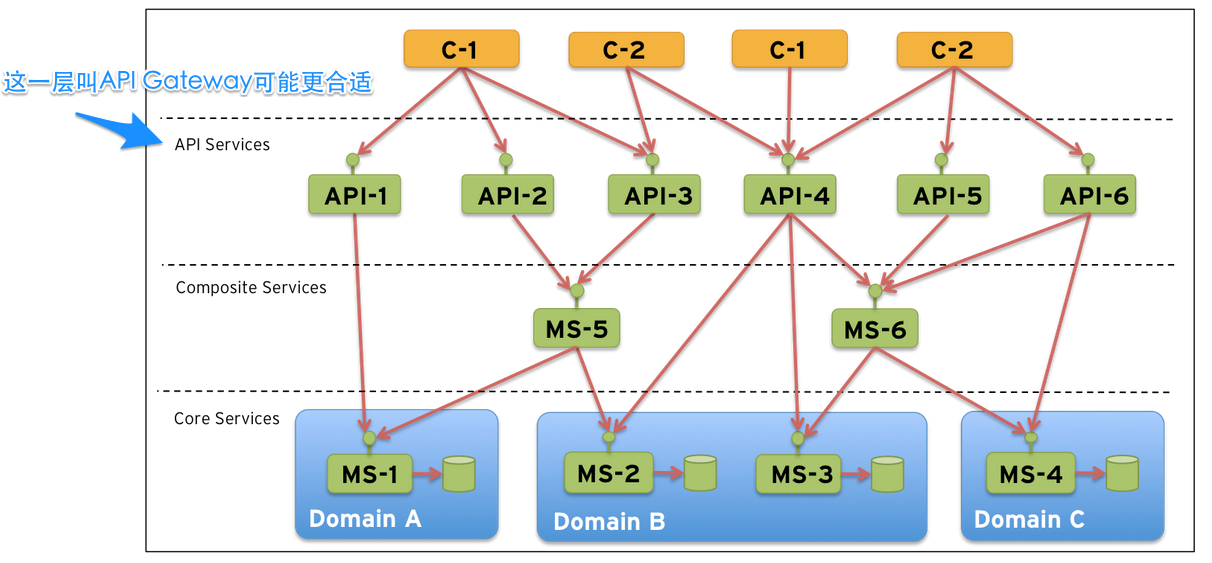 C-1
C-2
C-1
C-2
这一层叫API Gateway可能更合适
API Services
API-1
API-2
API-3
API-4
API-5
API-6
Composite Services
MS-5
MS-6
Core Services
MS-1
MS-2
MS-3
MS-4
Domain A
Domain B
Domain C